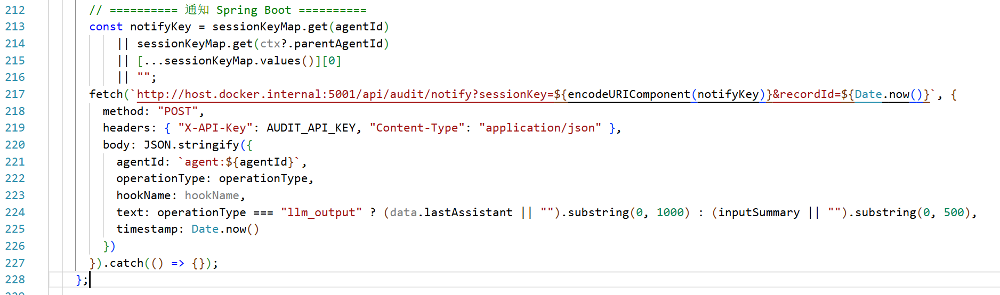 212 // ========== 通知 Spring Boot ==========
213 const notifyKey = sessionKeyMap.get(agentId)
214 || sessionKeyMap.get(ctx?.parentAgentId)
215 || [...sessionKeyMap.values()][0]
216 || "";
217 fetch(`http://host.docker.internal:5001/api/audit/notify?sessionKey=${encodeURIComponent(notifyKey)}&recordId=${Date.now()}`, {
218 method: "POST",
219 headers: { "X-API-Key": AUDIT_API_KEY, "Content-Type": "application/json" },
220 body: JSON.stringify({
221 agentId: `agent:${agentId}`,
222 operationType: operationType,
223 hookName: hookName,
224 text: operationType === "llm_output" ? (data.lastAssistant || "").substring(0, 1000) : (inputSummary || "").substring(0, 500),
225 timestamp: Date.now()
226 })
227 }).catch(() => {});
228 };